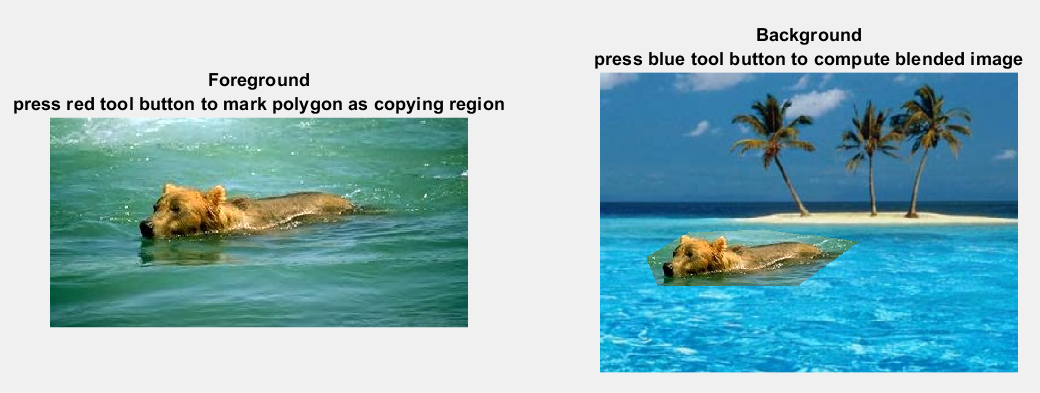 Foreground
press red tool button to mark polygon as copying region
Background
press blue tool button to compute blended image